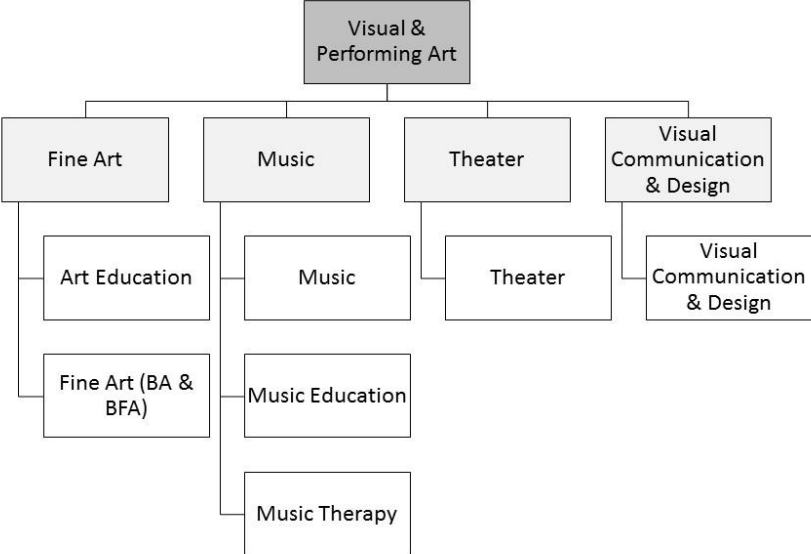 Visual &
Performing Art
Fine Art
Music
Theater
Visual
Communication
& Design
Art Education
Music
Theater
Visual
Communication
& Design
Fine Art (BA &
BFA)
Music Education
Music Therapy